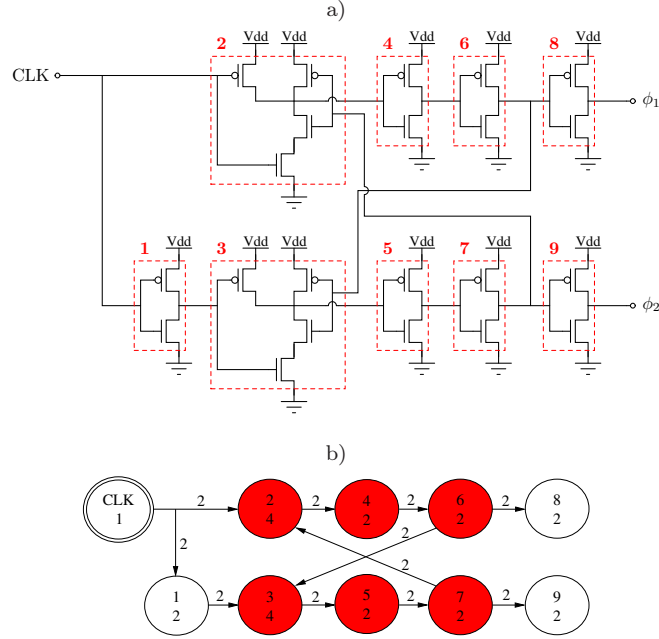 a)
Vdd Vdd Vdd Vdd Vdd
2 4 6 8
CLK
ϕ1
Vdd Vdd Vdd Vdd Vdd Vdd
1 3 5 7 9
ϕ2
b)
CLK 2 4 6 8
2 2 2 2
1 4 2 2 2
2 2
1 3 5 7 9
2 2 2 2
2 4 2 2 2